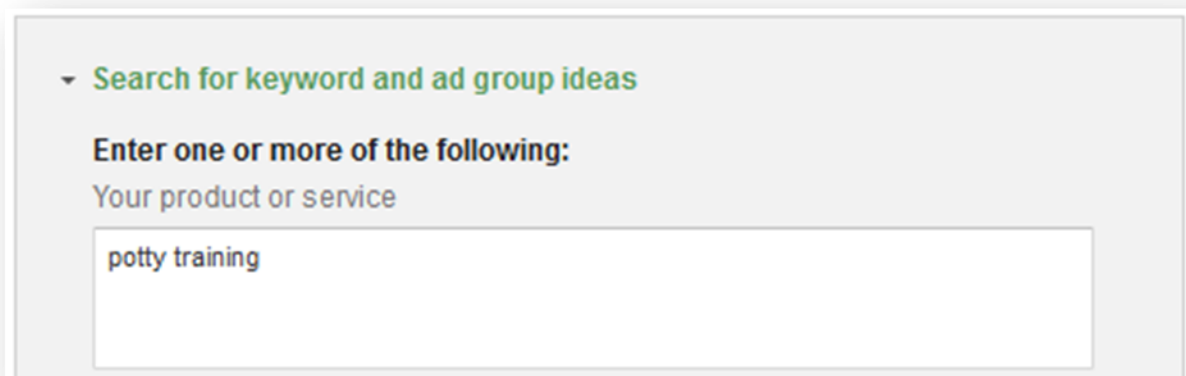 Search for keyword and ad group ideas
Enter one or more of the following:
Your product or service
potty training